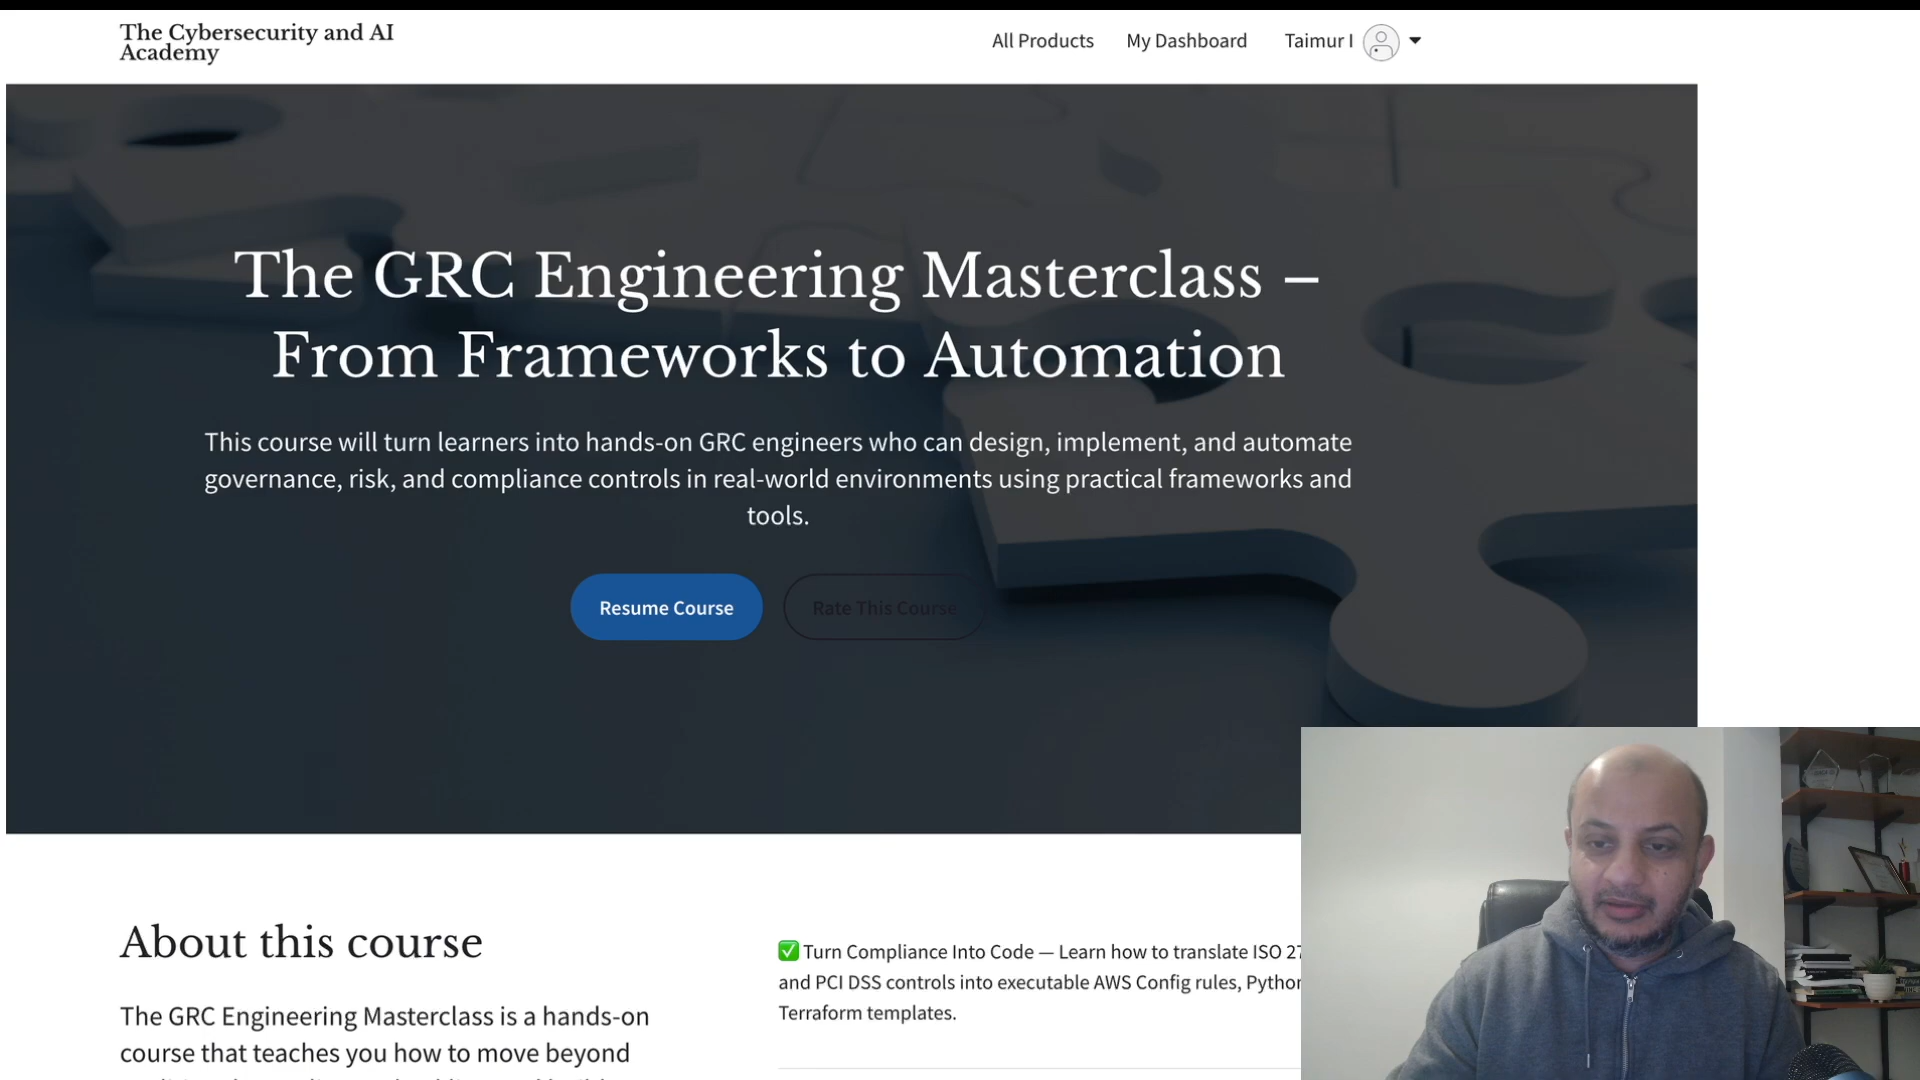 The Cybersecurity and AI
Academy
All Products
My Dashboard
Taimur I
The GRC Engineering Masterclass –
From Frameworks to Automation
This course will turn learners into hands-on GRC engineers who can design, implement, and automate
governance, risk, and compliance controls in real-world environments using practical frameworks and
tools.
Resume Course
Rate This Course
About this course
The GRC Engineering Masterclass is a hands-on
course that teaches you how to move beyond
✅ Turn Compliance Into Code — Learn how to translate ISO 27
and PCI DSS controls into executable AWS Config rules, Python
Terraform templates.